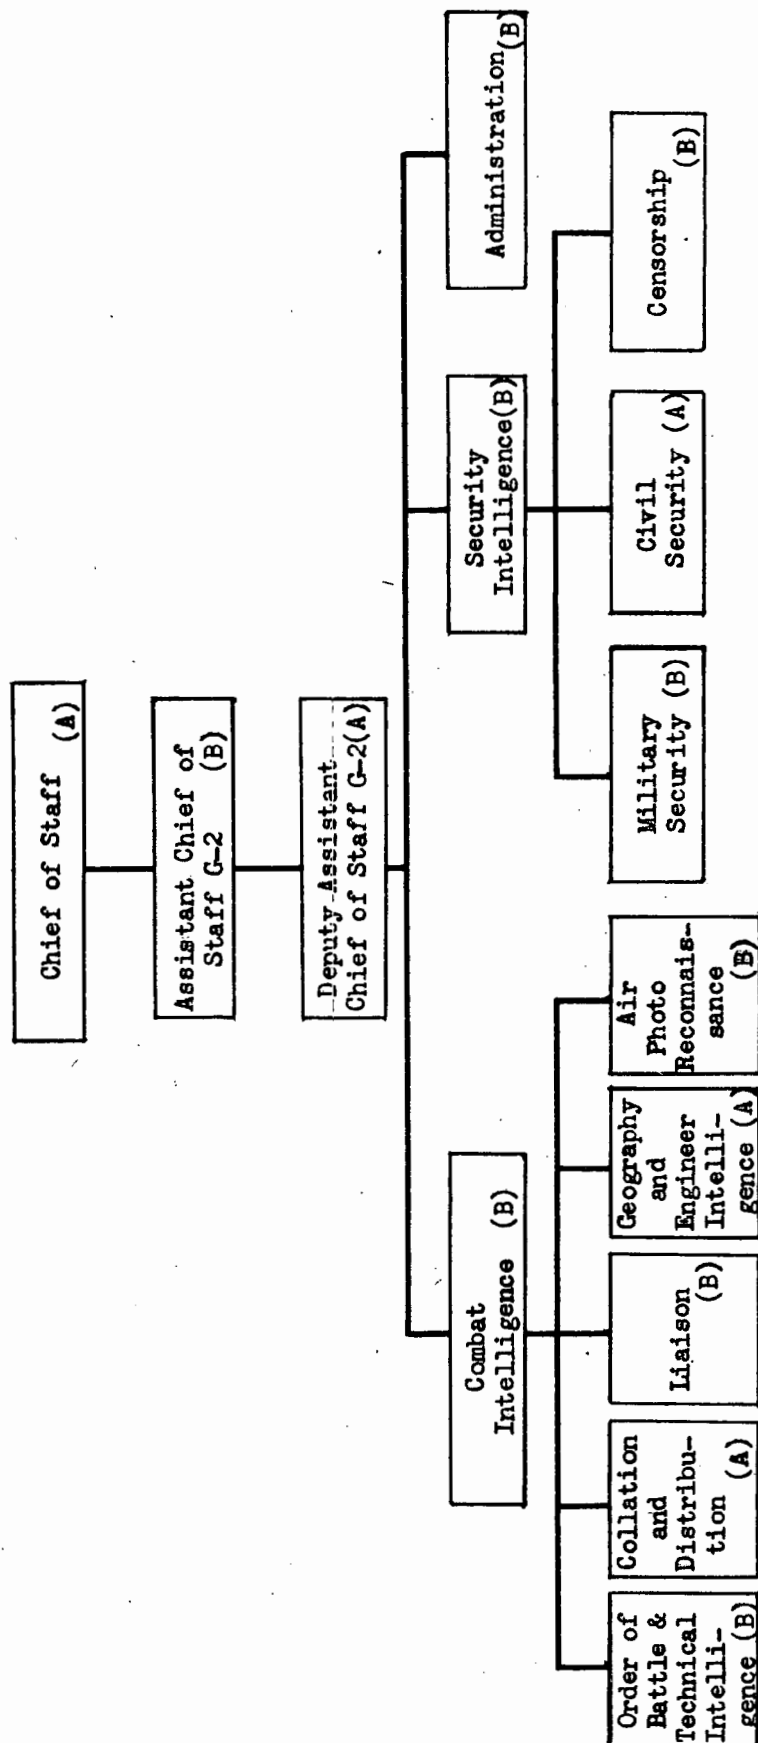 Chief of Staff (A)
Assistant Chief of
Staff G-2 (B)
Deputy Assistant
Chief of Staff G-2(A)
Combat
Intelligence (B)
Security
Intelligence(B)
Administration(B)
Order of
Battle &
Technical
Intelli-
gence (B)
Collation
and
Distribu-
tion (A)
Liaison
(B)
Geography
and
Engineer
Intelli-
gence (A)
Air
Photo
Reconnais-
sance
(B)
Military
Security (B)
Civil
Security (A)
Censorship
(B)